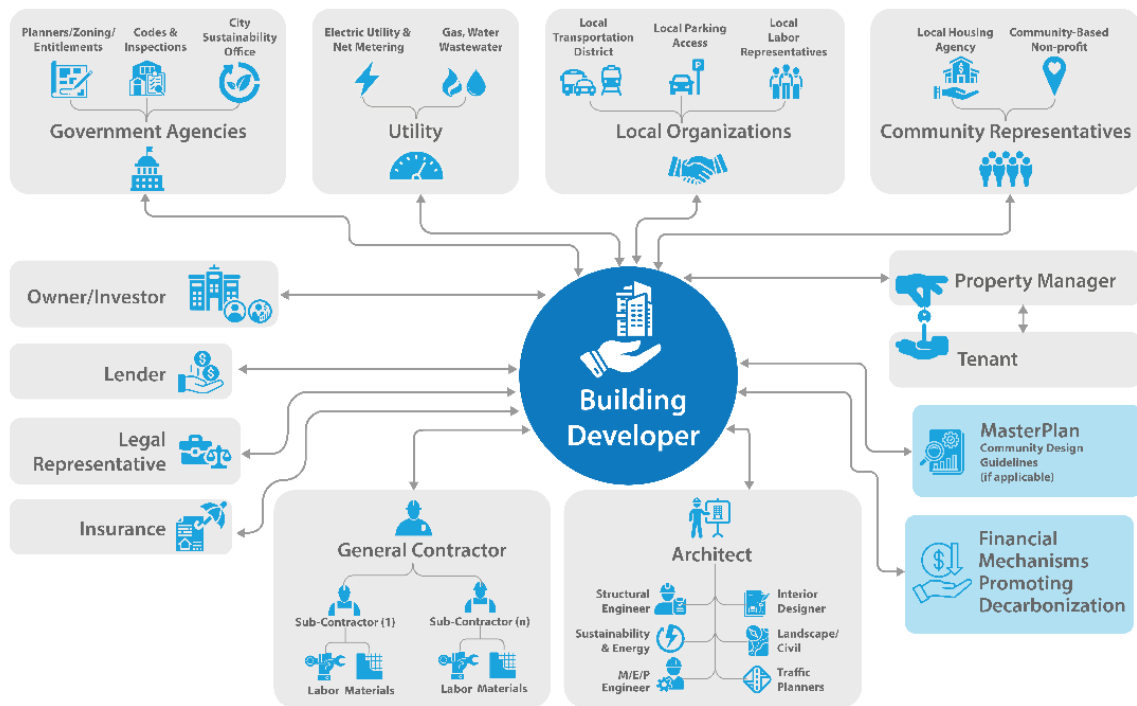 Planners/Zoning/
Entitlements
Codes &
Inspections
City
Sustainability
Office
Government Agencies
Electric Utility &
Net Metering
Gas, Water
Wastewater
Utility
Local
Transportation
District
Local Parking
Access
P
Local
Labor
Representatives
Local Organizations
Local Housing
Agency
Community-Based
Non-profit
Community Representatives
Owner/Investor
Lender
Legal
Representative
Insurance
Building
Developer
Property Manager
Tenant
MasterPlan
Community Design
Guidelines
(if applicable)
Financial
Mechanisms
Promoting
Decarbonization
General Contractor
Sub-Contractor (1)
Sub-Contractor (n)
Labor Materials
Labor Materials
Architect
Structural
Engineer
Interior
Designer
Sustainability
& Energy
Landscape/
Civil
M/E/P
Engineer
Traffic
Planners